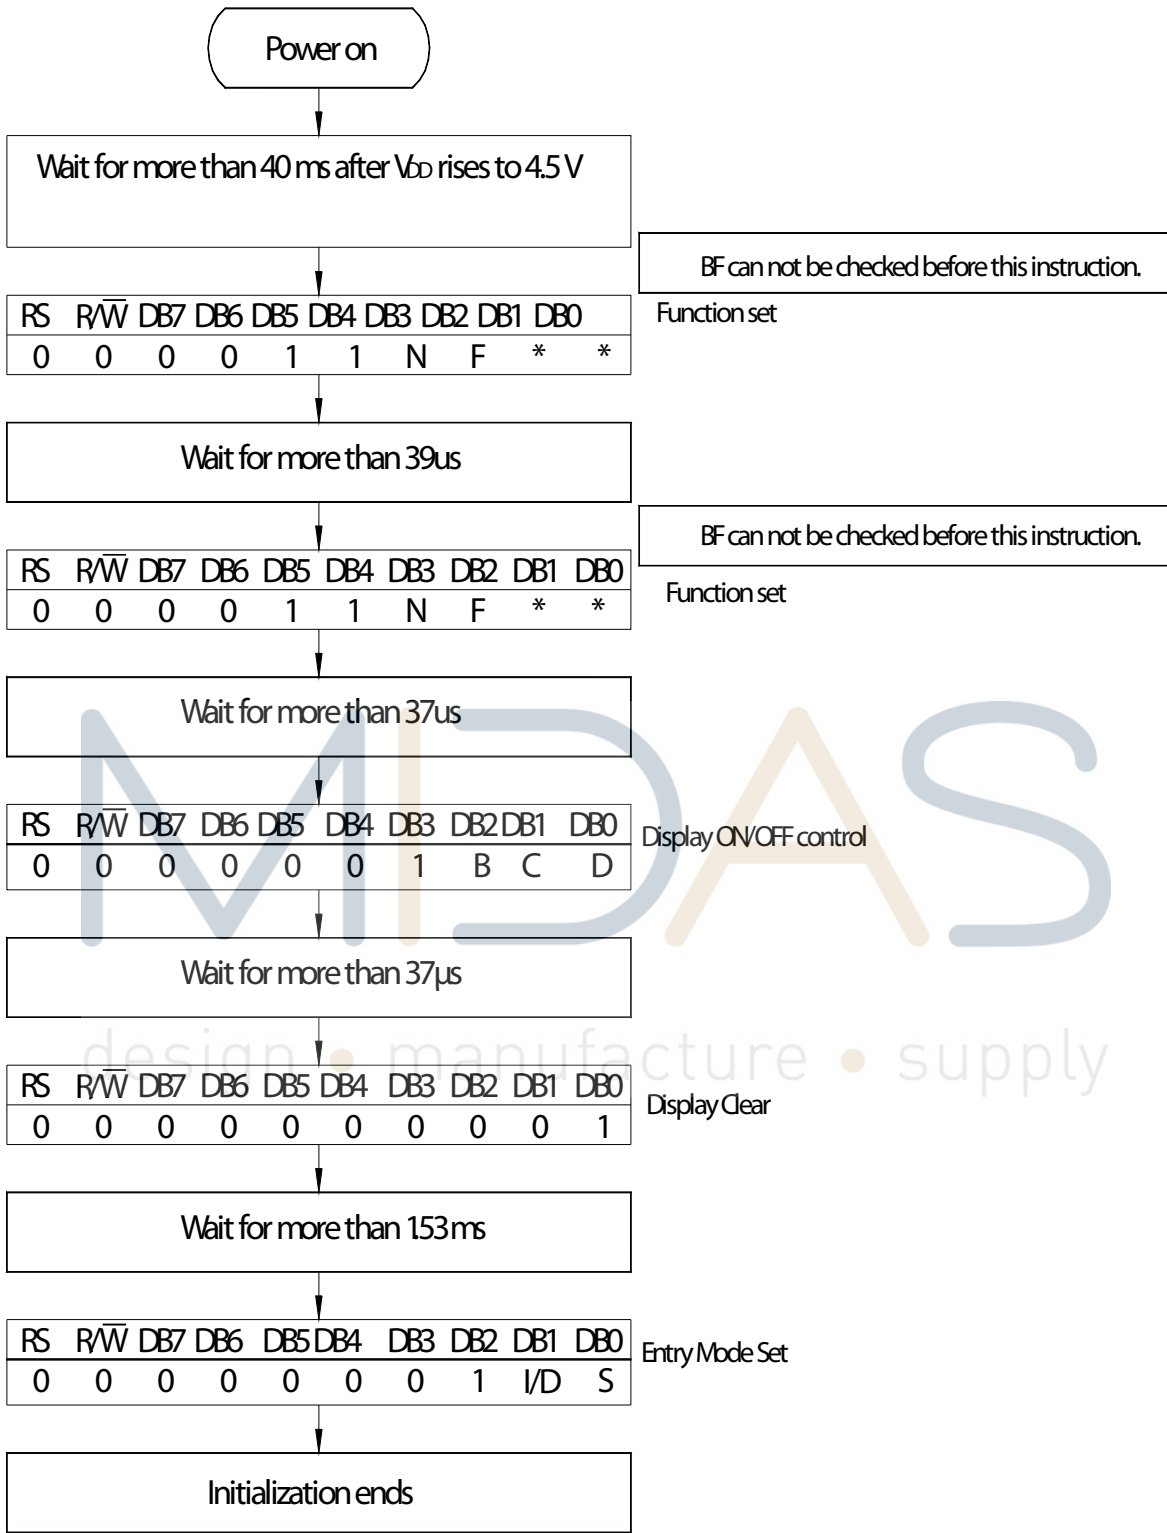 Power on
Wait for more than 40 ms after VDD rises to 4.5 V
BF can not be checked before this instruction.
RS R/W̅ DB7 DB6 DB5 DB4 DB3 DB2 DB1 DB0
Function set
0 0 0 0 1 1 N F * *
Wait for more than 39us
BF can not be checked before this instruction.
RS R/W̅ DB7 DB6 DB5 DB4 DB3 DB2 DB1 DB0
Function set
0 0 0 0 1 1 N F * *
Wait for more than 37us
MIDAS
RS R/W̅ DB7 DB6 DB5 DB4 DB3 DB2 DB1 DB0
Display ON/OFF control
0 0 0 0 0 0 1 B C D
Wait for more than 37µs
design • manufacture • supply
RS R/W̅ DB7 DB6 DB5 DB4 DB3 DB2 DB1 DB0
Display Clear
0 0 0 0 0 0 0 0 0 1
Wait for more than 1.53 ms
RS R/W̅ DB7 DB6 DB5 DB4 DB3 DB2 DB1 DB0
Entry Mode Set
0 0 0 0 0 0 0 1 I/D S
Initialization ends